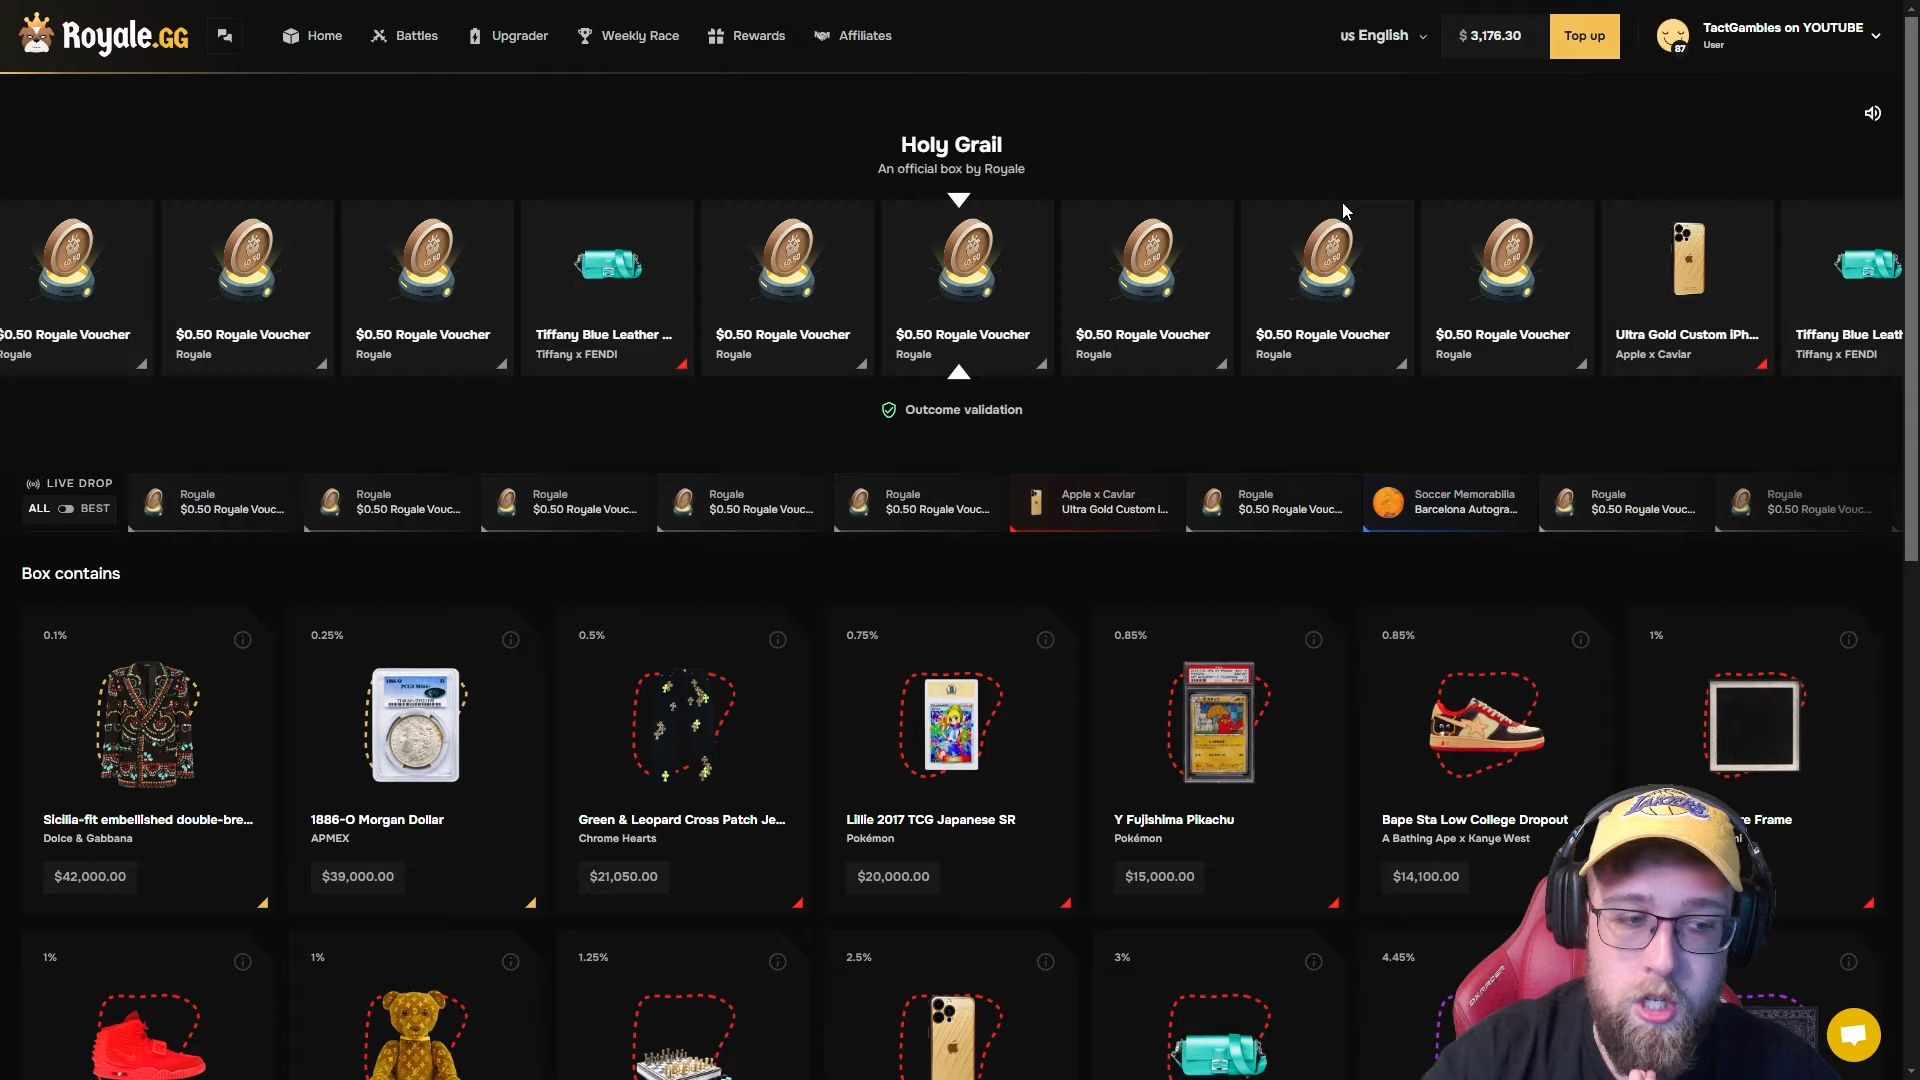 Royale.GG
Home
Battles
Upgrader
Weekly Race
Rewards
Affiliates
us English
$ 3,176.30
Top up
87
TactGambles on YOUTUBE
User
Holy Grail
An official box by Royale
$0.50 Royale Voucher
Royale
$0.50 Royale Voucher
Royale
$0.50 Royale Voucher
Royale
Tiffany Blue Leather ...
Tiffany x FENDI
$0.50 Royale Voucher
Royale
$0.50 Royale Voucher
Royale
$0.50 Royale Voucher
Royale
$0.50 Royale Voucher
Royale
$0.50 Royale Voucher
Royale
Ultra Gold Custom iPh...
Apple x Caviar
Tiffany Blue Leath
Tiffany x FENDI
Outcome validation
LIVE DROP
ALL BEST
Royale
$0.50 Royale Vouc...
Royale
$0.50 Royale Vouc...
Royale
$0.50 Royale Vouc...
Royale
$0.50 Royale Vouc...
Royale
$0.50 Royale Vouc...
Apple x Caviar
Ultra Gold Custom i...
Royale
$0.50 Royale Vouc...
Soccer Memorabilia
Barcelona Autogra...
Royale
$0.50 Royale Vouc...
Royale
$0.50 Royale Vouc...
Box contains
0.1%
Sicilia-fit embellished double-bre...
Dolce & Gabbana
$42,000.00
0.25%
1886-O Morgan Dollar
APMEX
$39,000.00
0.5%
Green & Leopard Cross Patch Je...
Chrome Hearts
$21,050.00
0.75%
Lillie 2017 TCG Japanese SR
Pokémon
$20,000.00
0.85%
Y Fujishima Pikachu
Pokémon
$15,000.00
0.85%
Bape Sta Low College Dropout
A Bathing Ape x Kanye West
$14,100.00
1%
Frame
1%
1%
1.25%
2.5%
3%
4.45%
LAKERS
DXRACER